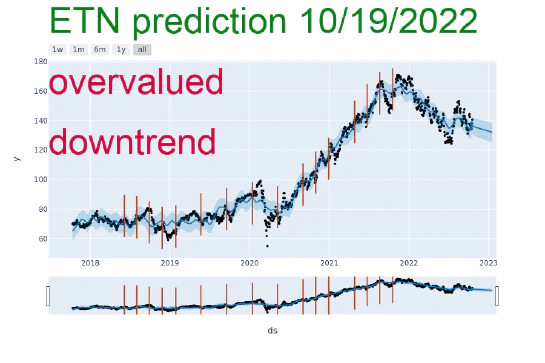 ETN prediction 10/19/2022
1w 1m 6m 1y all
180
overvalued
160
downtrend
140
120
100
80
60
y
2018 2019 2020 2021 2022 2023
ds